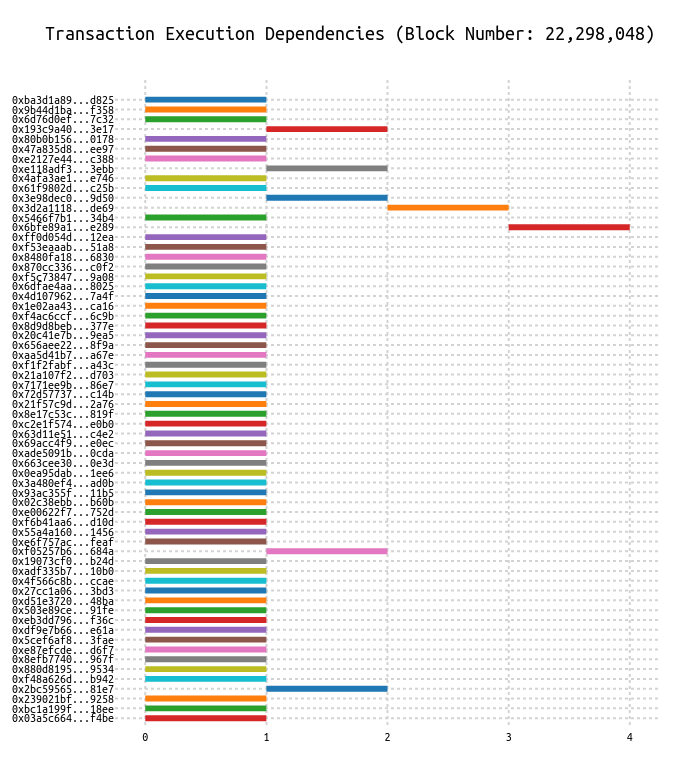 Transaction Execution Dependencies (Block Number: 22,298,048)
0xba3d1a89...d825
0x9b44d1ba...f358
0x6d76d0ef...7c32
0x193c9a40...3e17
0x80b0b156...0178
0x47a835d8...ee97
0xe2127e44...c388
0xe118adf3...3ebb
0x4afa3ae1...e746
0x61f9802d...c25b
0x3e98dec0...9d50
0x3d2a1118...de69
0x5466f7b1...34b4
0x6bfe89a1...e289
0xff0d054d...12ea
0xf53eaaab...51a8
0x8480fa18...6830
0x870cc336...c0f2
0xf5c73847...9a08
0x6dfae4aa...8025
0x4d107962...7a4f
0x1e02aa43...ca16
0xf4ac6ccf...6c9b
0x8d9d8beb...377e
0x20c41e7b...9ea5
0x656aee22...8f9a
0xaa5d41b7...a67e
0xf1f2fabf...a43c
0x21a107f2...d703
0x7171ee9b...86e7
0x72d57737...c14b
0x21f57c9d...2a76
0x8e17c53c...819f
0xc2e1f574...e0b0
0x63d11e51...c4e2
0x69acc4f9...e0ec
0xade5091b...0cda
0x663cee30...0e3d
0x0ea95dab...1ee6
0x3a480ef4...ad0b
0x93ac355f...11b5
0x02c38ebb...b60b
0xe00622f7...752d
0xf6b41aa6...d10d
0x55a4a160...1456
0xe6f757ac...feaf
0xf05257b6...684a
0x19073cf0...b24d
0xadf335b7...10b0
0x4f566c8b...ccae
0x27cc1a06...3bd3
0xd51e3720...48ba
0x503e89ce...91fe
0xeb3dd796...f36c
0xdf9e7b66...e61a
0x5cef6af8...3fae
0xe87efcde...d6f7
0x8efb7740...967f
0x880d8195...9534
0xf48a626d...b942
0x2bc59565...81e7
0x239021bf...9258
0xbc1a199f...18ee
0x03a5c664...f4be
0 1 2 3 4